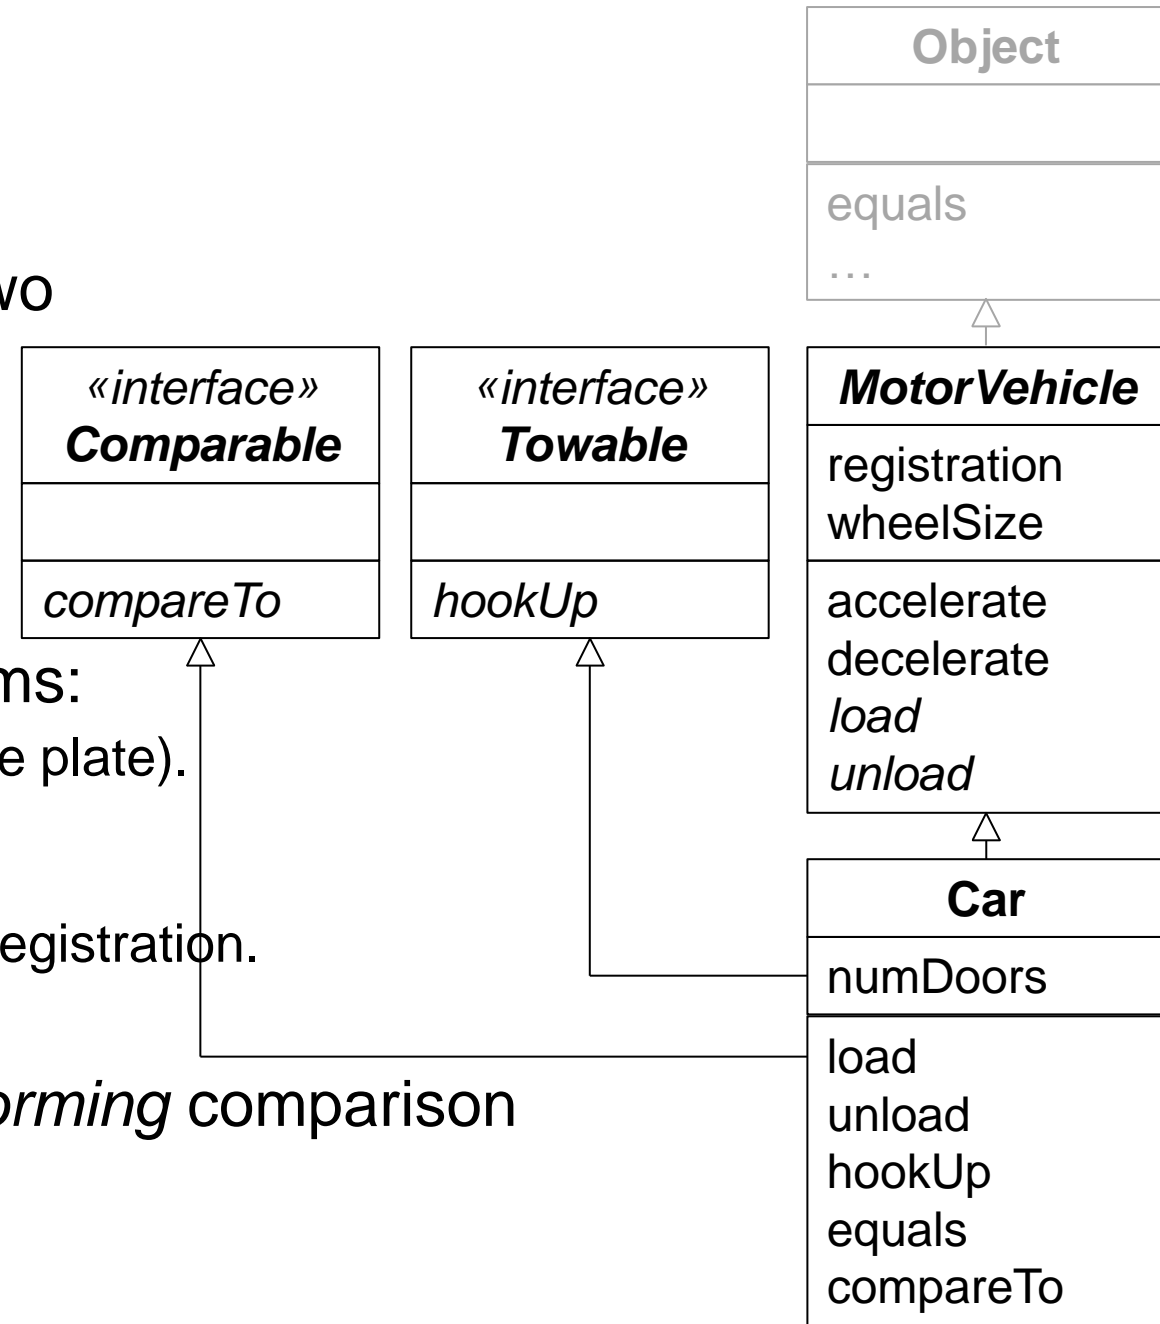 Object
equals
…
wo
«interface»
Comparable
compareTo
«interface»
Towable
hookUp
MotorVehicle
registration
wheelSize
accelerate
decelerate
load
unload
ms:
e plate).
egistration.
orming comparison
Car
numDoors
load
unload
hookUp
equals
compareTo